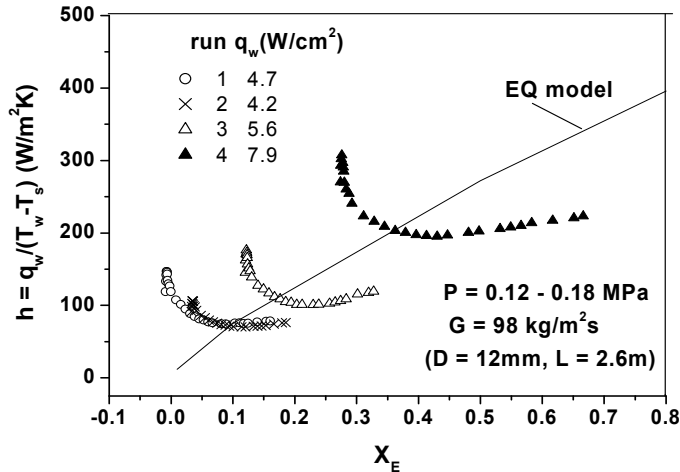 500
400
300
200
100
0
h = q_w/(T_w-T_s) (W/m²K)
run q_w(W/cm²)
1 4.7
2 4.2
3 5.6
4 7.9
EQ model
P = 0.12 - 0.18 MPa
G = 98 kg/m²s
(D = 12mm, L = 2.6m)
-0.1 0.0 0.1 0.2 0.3 0.4 0.5 0.6 0.7 0.8
X_E